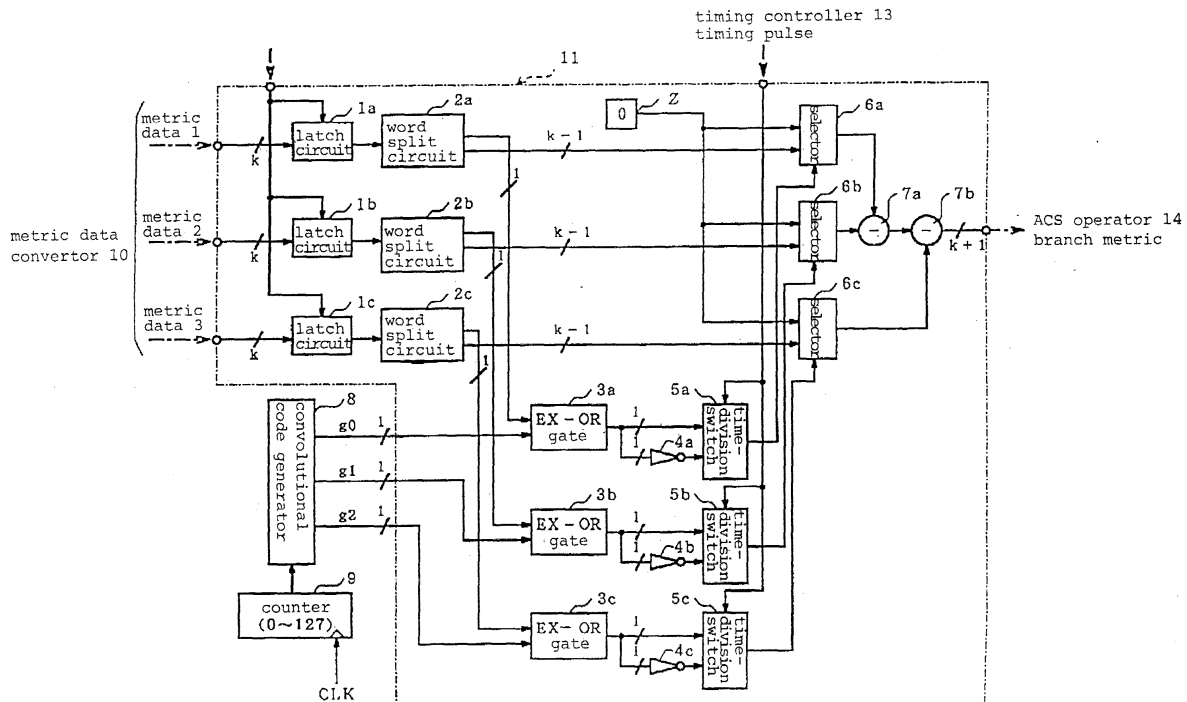 timing controller 13
timing pulse
11
metric
data 1
k
1a
latch
circuit
2a
word
split
circuit
1
k-1
0
Z
6a
selector
metric data
convertor 10
metric
data 2
k
1b
latch
circuit
2b
word
split
circuit
1
k-1
6b
selector
7a
-
7b
-
k+1
ACS operator 14
branch metric
metric
data 3
k
1c
latch
circuit
2c
word
split
circuit
1
k-1
6c
selector
8
convolutional
code generator
g0
1
g1
1
g2
1
9
counter
(0~127)
CLK
3a
EX-OR
gate
1
1
4a
5a
time-
division
switch
3b
EX-OR
gate
1
1
4b
5b
time-
division
switch
3c
EX-OR
gate
1
1
4c
5c
time-
division
switch